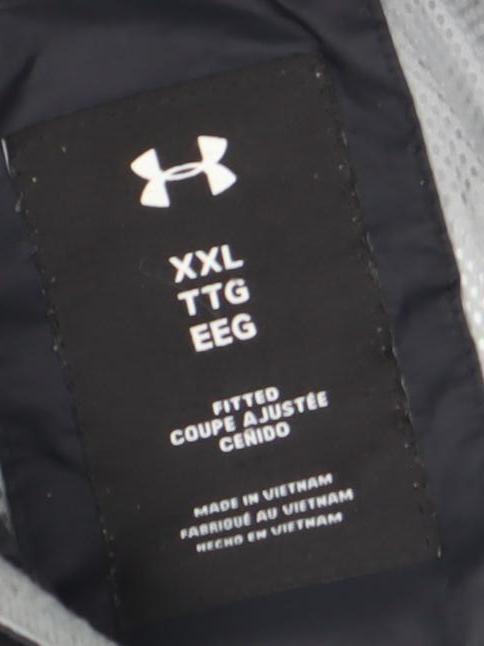 XXL
TTG
EEG
FITTED
COUPE AJUSTÉE
CEÑIDO
MADE IN VIETNAM
FABRIQUÉ AU VIETNAM
HECHO EN VIETNAM